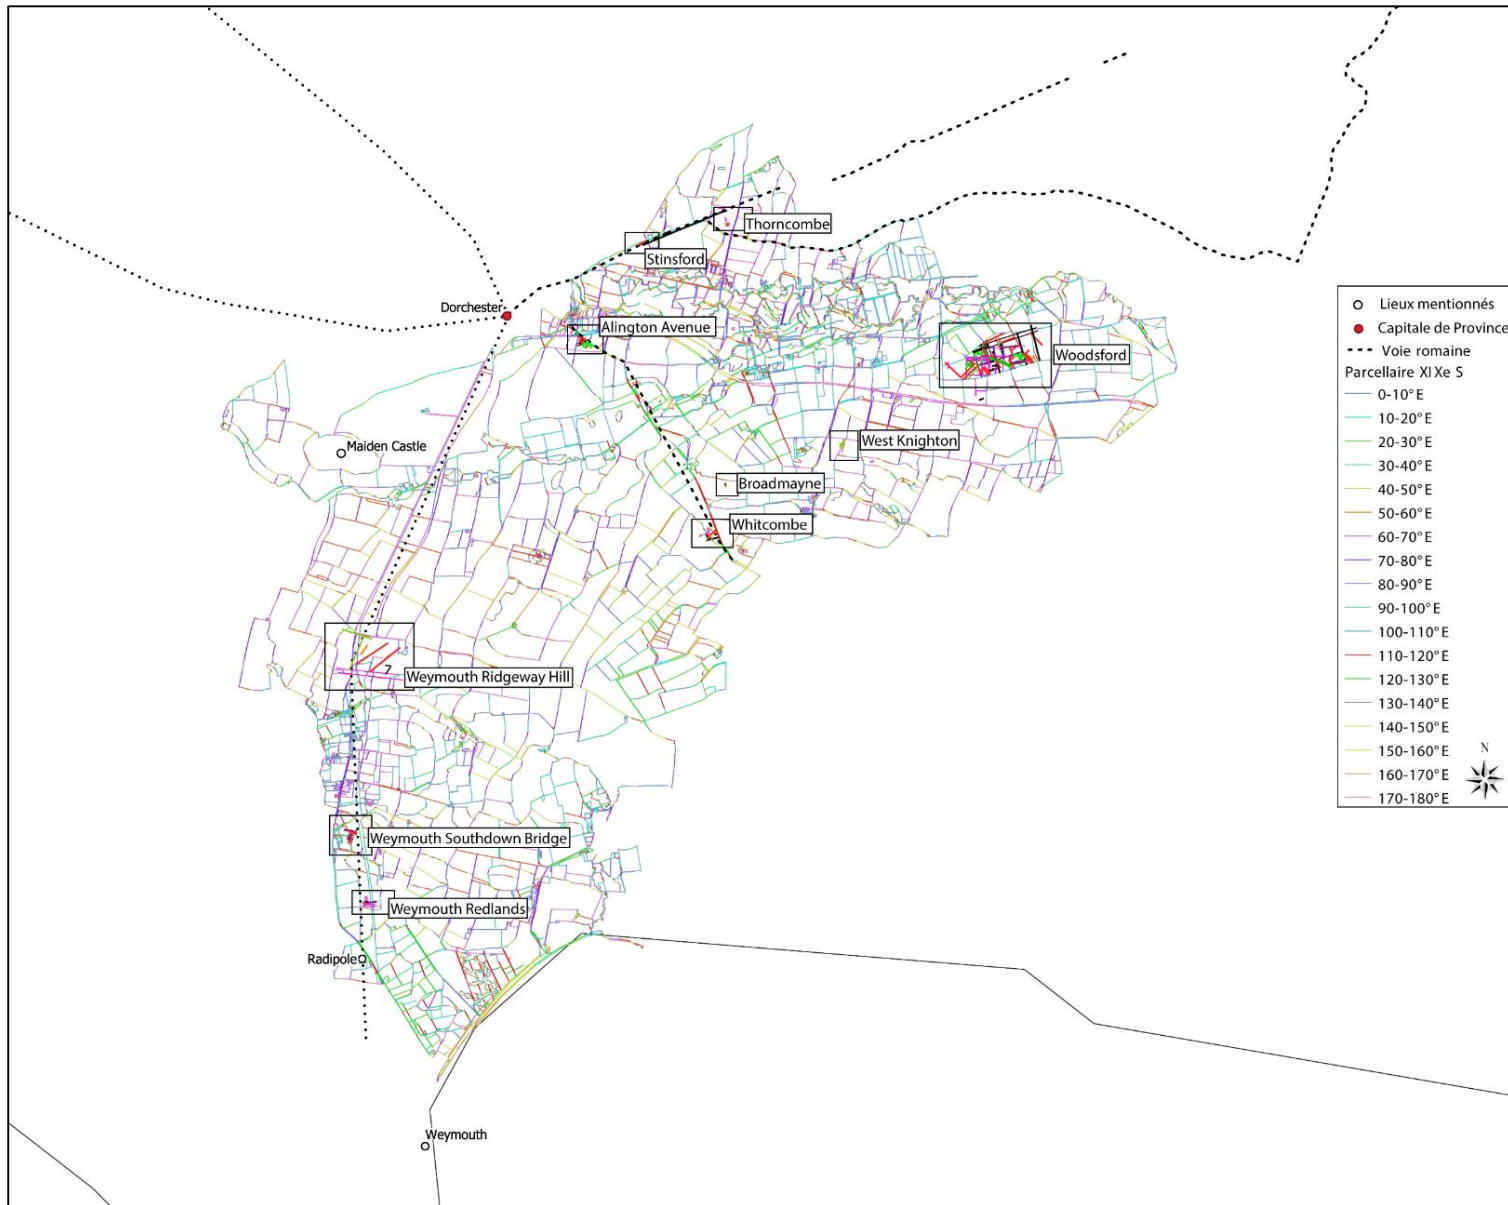 Thorncombe
Stinsford
Dorchester
Alington Avenue
Woodsford
Maiden Castle
West Knighton
Broadmayne
Whitcombe
Weymouth Ridgeway Hill
Weymouth Southdown Bridge
Weymouth Redlands
Radipole
Weymouth
Lieux mentionnés
Capitale de Province
Voie romaine
Parcellaire XIXe S
0-10°E
10-20°E
20-30°E
30-40°E
40-50°E
50-60°E
60-70°E
70-80°E
80-90°E
90-100°E
100-110°E
110-120°E
120-130°E
130-140°E
140-150°E
150-160°E
160-170°E
170-180°E
N